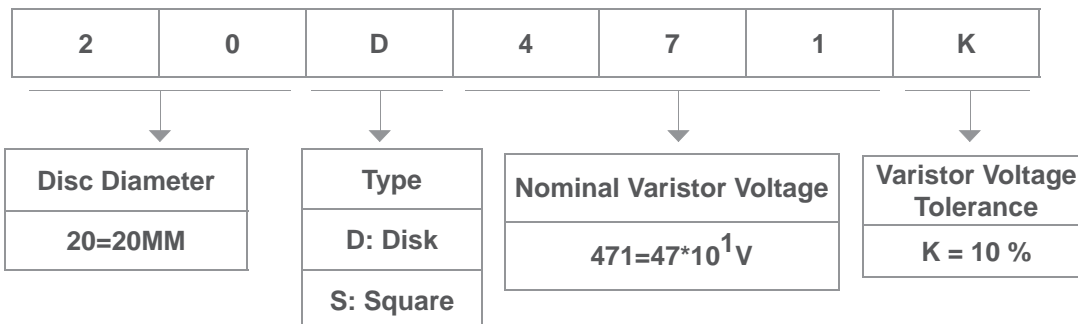 2 0 D 4 7 1 K
Disc Diameter
20=20MM
Type
D: Disk
S: Square
Nominal Varistor Voltage
471=47*10¹V
Varistor Voltage
Tolerance
K = 10 %